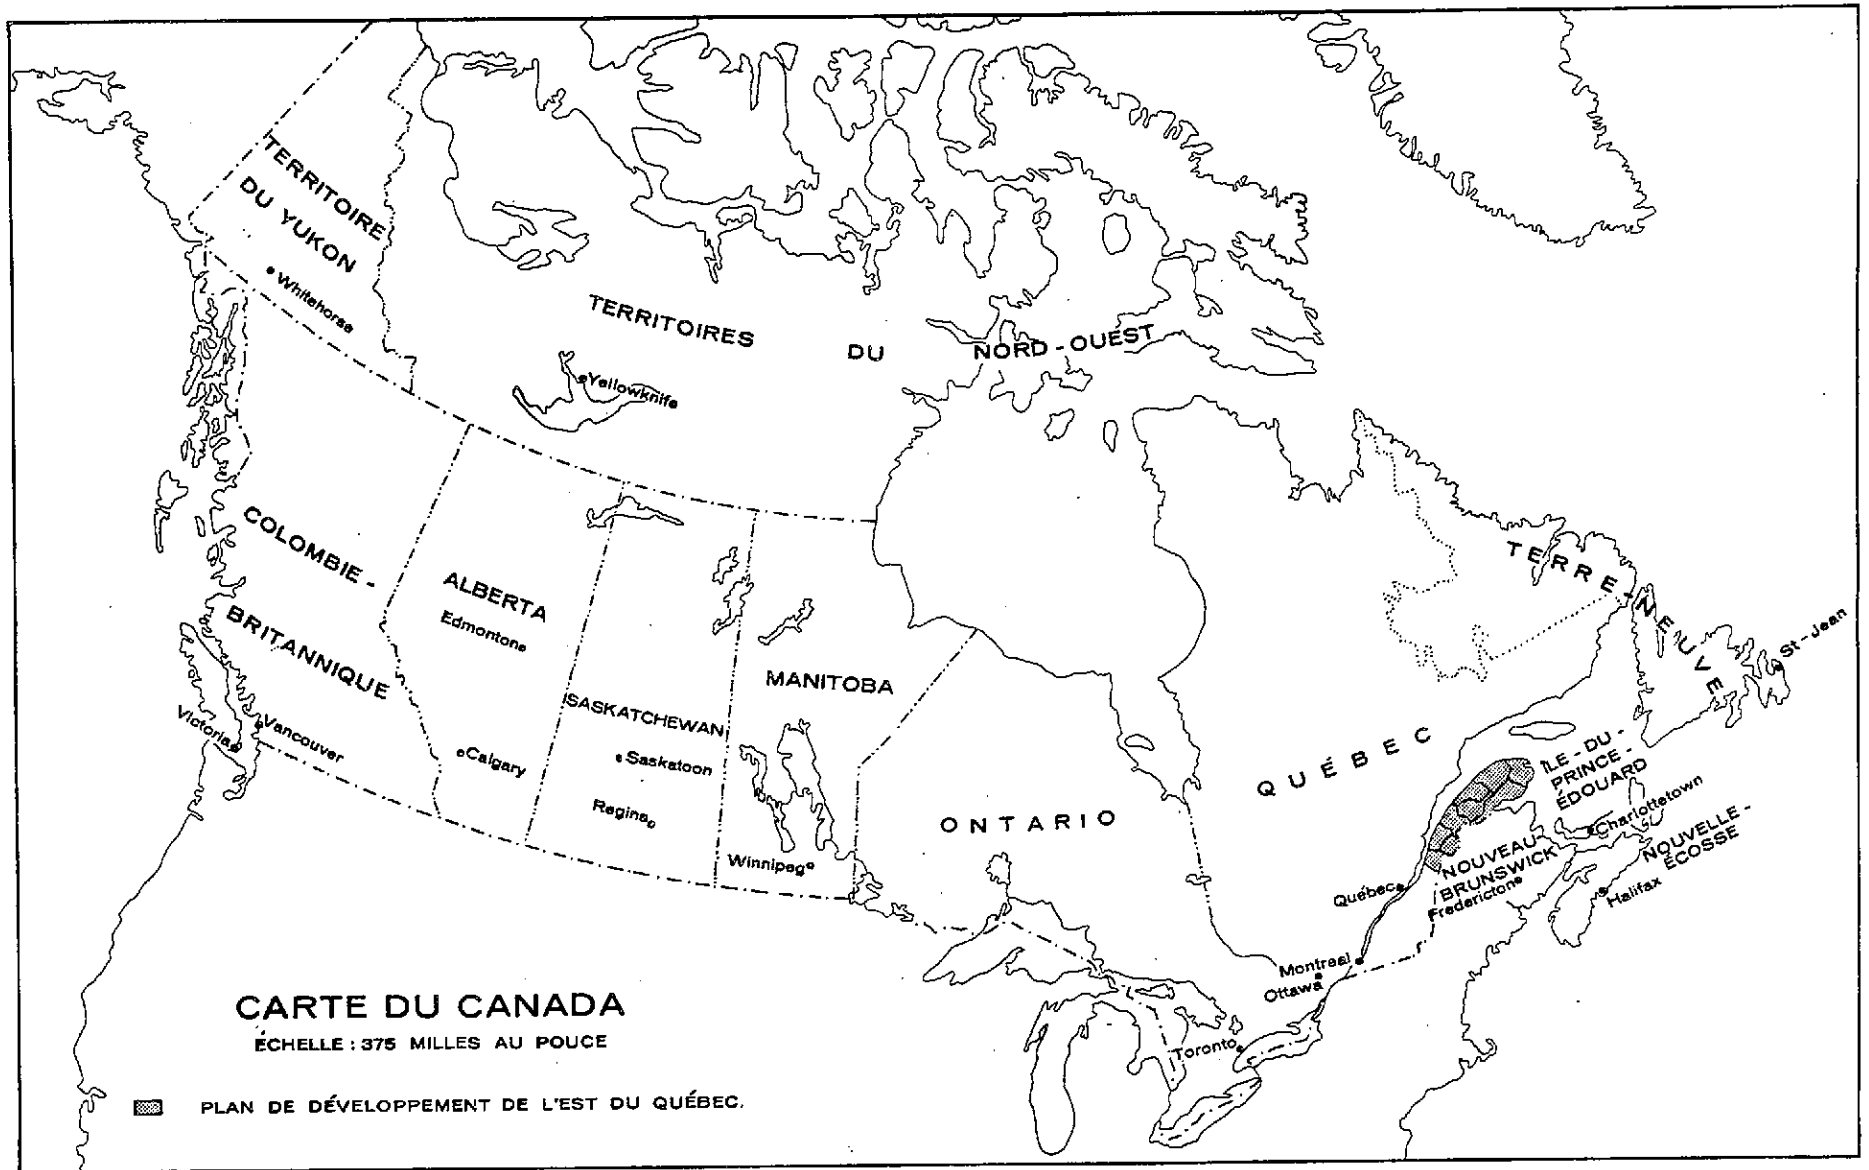 TERRITOIRE
DU YUKON
Whitehorse
TERRITOIRES DU NORD-OUEST
Yellowknife
COLOMBIE-
BRITANNIQUE
Victoria
Vancouver
ALBERTA
Edmonton
Calgary
SASKATCHEWAN
Saskatoon
Regina
MANITOBA
Winnipeg
ONTARIO
Toronto
Ottawa
Montreal
QUÉBEC
Québec
TERRE-NEUVE
St-Jean
ÎLE-DU-
PRINCE-
ÉDOUARD
Charlottetown
NOUVEAU-
BRUNSWICK
Fredericton
NOUVELLE-
ÉCOSSE
Halifax
CARTE DU CANADA
ÉCHELLE : 375 MILLES AU POUCE
PLAN DE DÉVELOPPEMENT DE L'EST DU QUÉBEC.